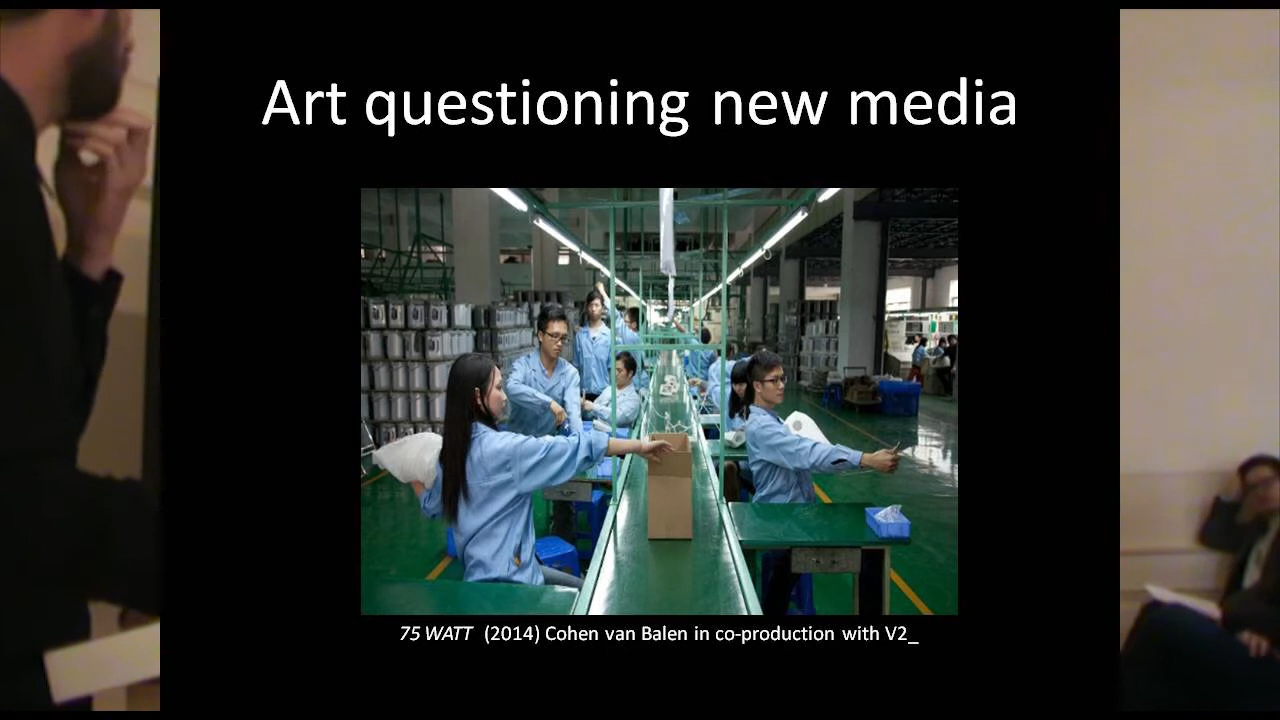 Art questioning new media
75 WATT (2014) Cohen van Balen in co-production with V2_